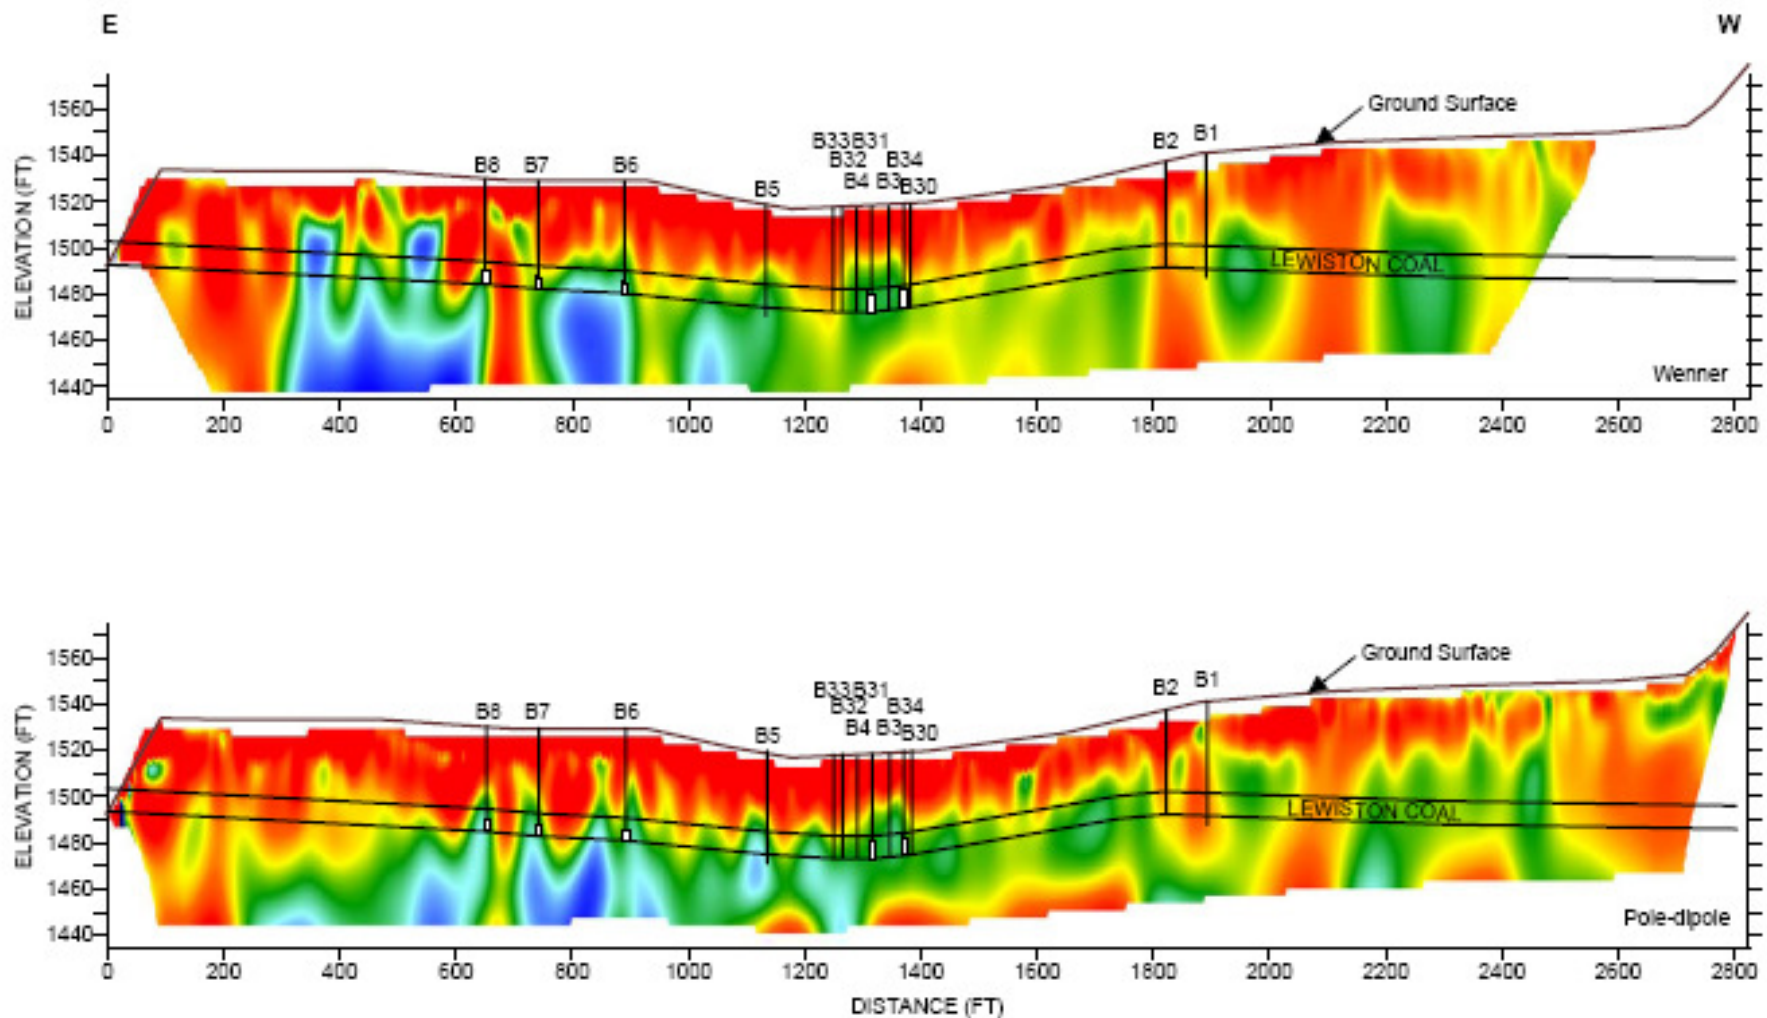 E W
1560
1540
1520
1500
1480
1460
1440
ELEVATION (FT)
Ground Surface
B8 B7 B6 B5 B33 B31 B32 B34 B4 B3 B30 B2 B1
LEWISTON COAL
Wenner
0 200 400 600 800 1000 1200 1400 1600 1800 2000 2200 2400 2600 2800
1560
1540
1520
1500
1480
1460
1440
ELEVATION (FT)
Ground Surface
B8 B7 B6 B5 B33 B31 B32 B34 B4 B3 B30 B2 B1
LEWISTON COAL
Pole-dipole
0 200 400 600 800 1000 1200 1400 1600 1800 2000 2200 2400 2600 2800
DISTANCE (FT)